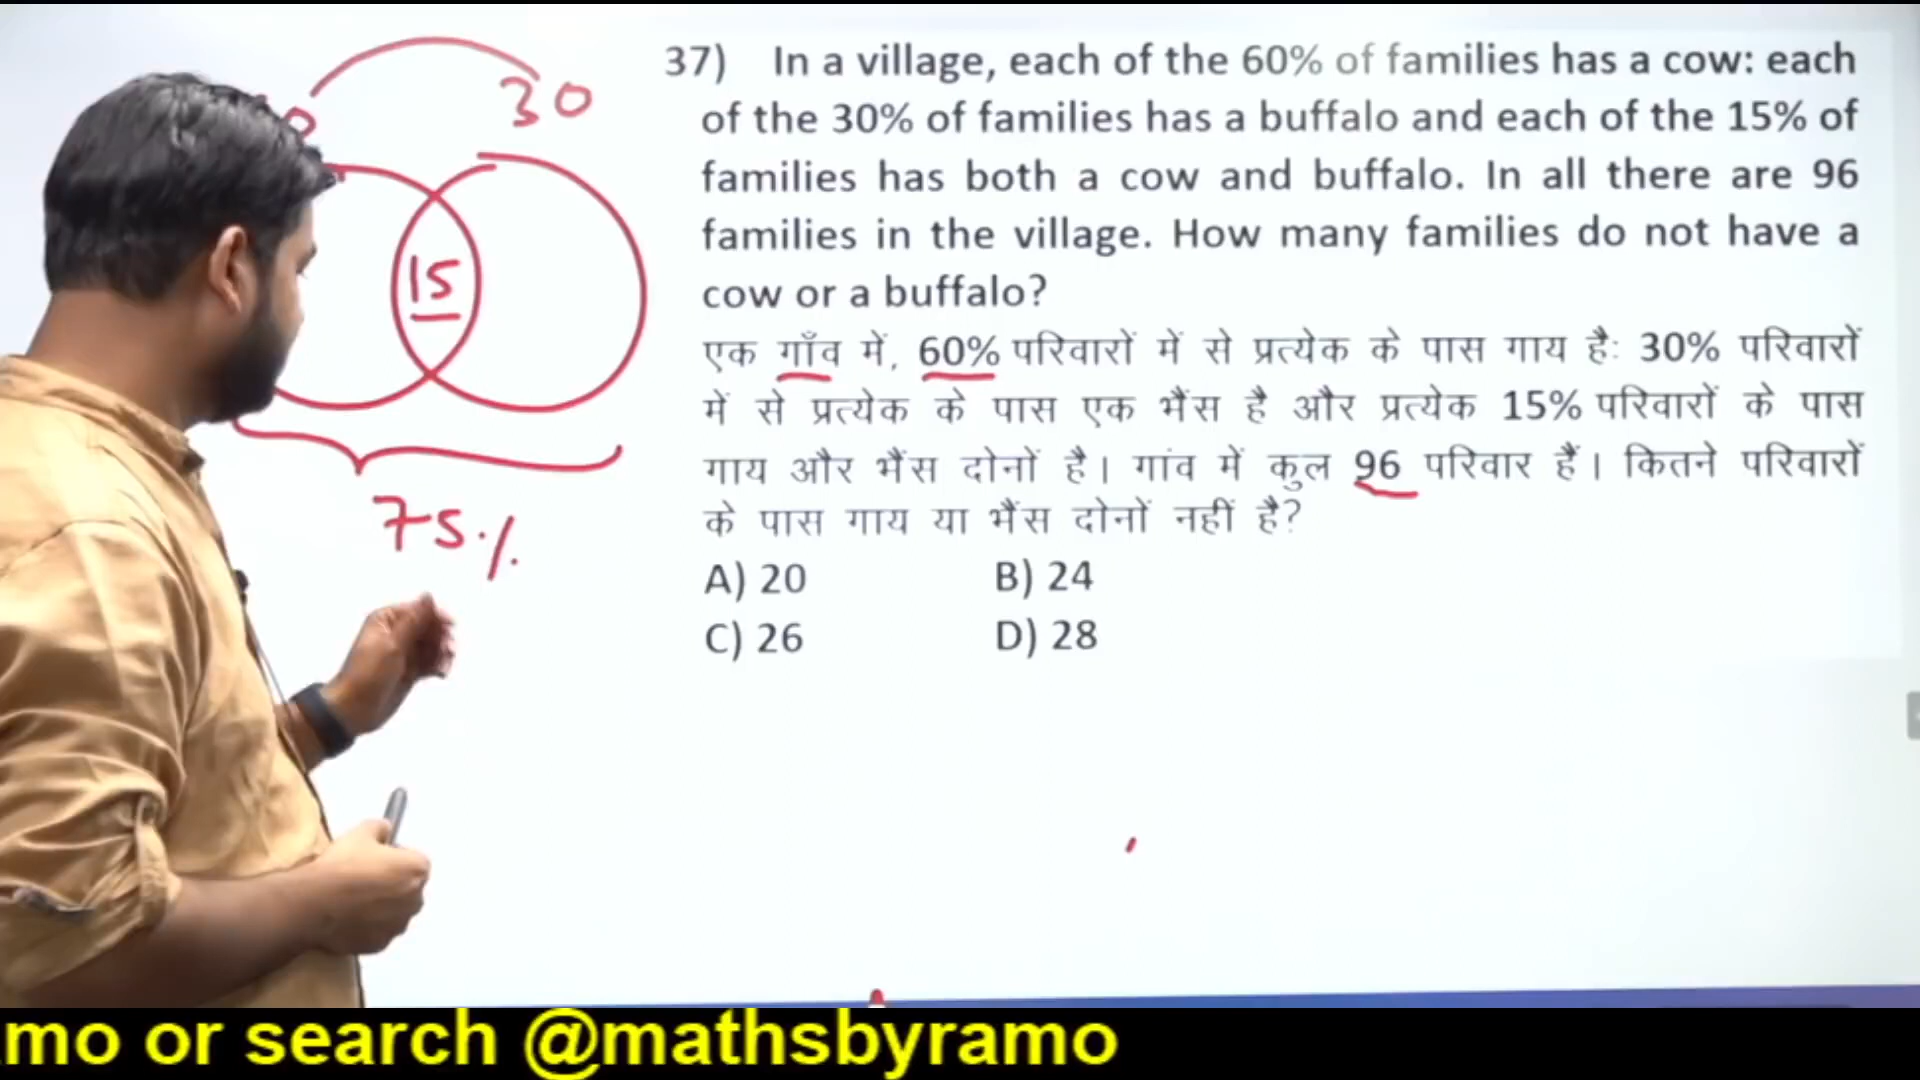 30
15
75%
37) In a village, each of the 60% of families has a cow: each
of the 30% of families has a buffalo and each of the 15% of
families has both a cow and buffalo. In all there are 96
families in the village. How many families do not have a
cow or a buffalo?
एक गाँव में, 60% परिवारों में से प्रत्येक के पास गाय है: 30% परिवारों
में से प्रत्येक के पास एक भैंस है और प्रत्येक 15% परिवारों के पास
गाय और भैंस दोनों है। गांव में कुल 96 परिवार हैं। कितने परिवारों
के पास गाय या भैंस दोनों नहीं है?
A) 20 B) 24
C) 26 D) 28
mo or search @mathsbyramo